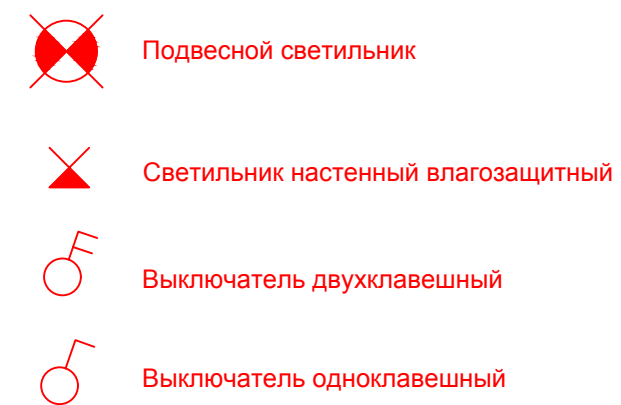 Подвесной светильник
Светильник настенный влагозащитный
Выключатель двухклавешный
Выключатель одноклавешный